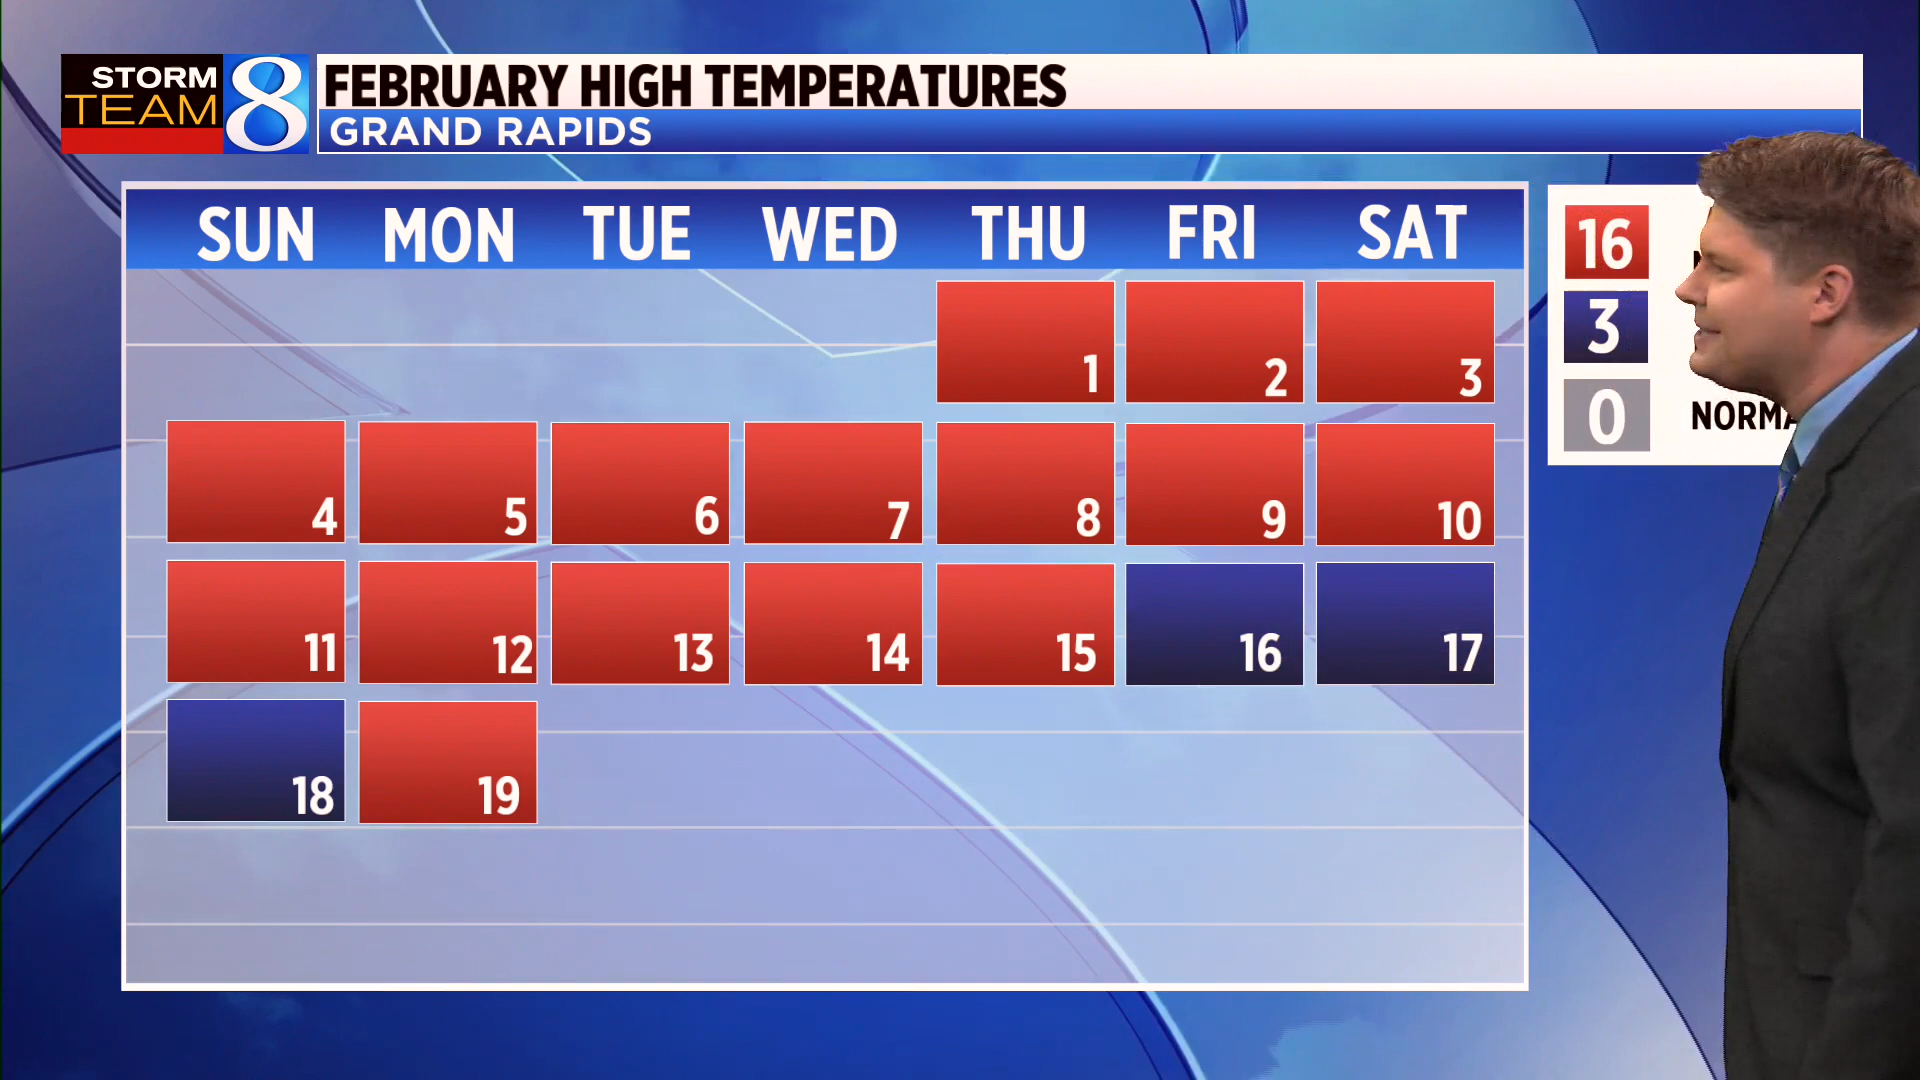 STORM
TEAM 8
FEBRUARY HIGH TEMPERATURES
GRAND RAPIDS
SUN MON TUE WED THU FRI SAT
1 2 3
4 5 6 7 8 9 10
11 12 13 14 15 16 17
18 19
16
3
0